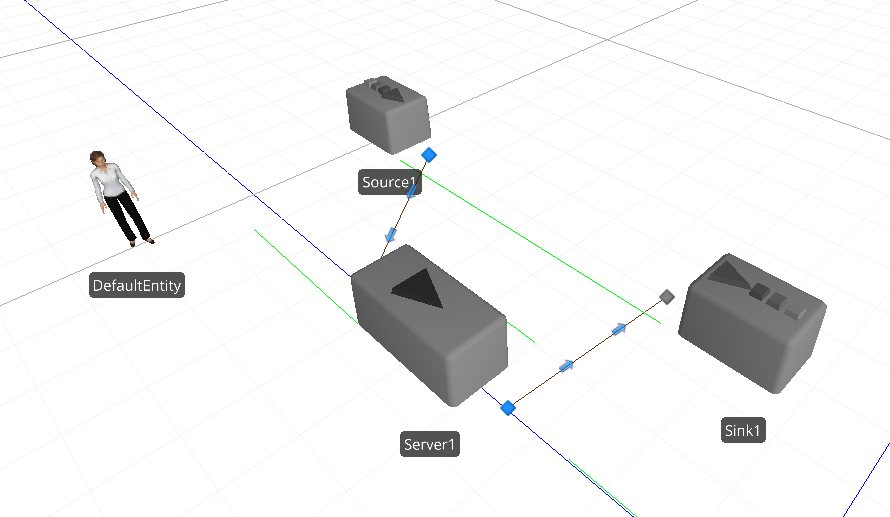 Source1
DefaultEntity
Server1
Sink1